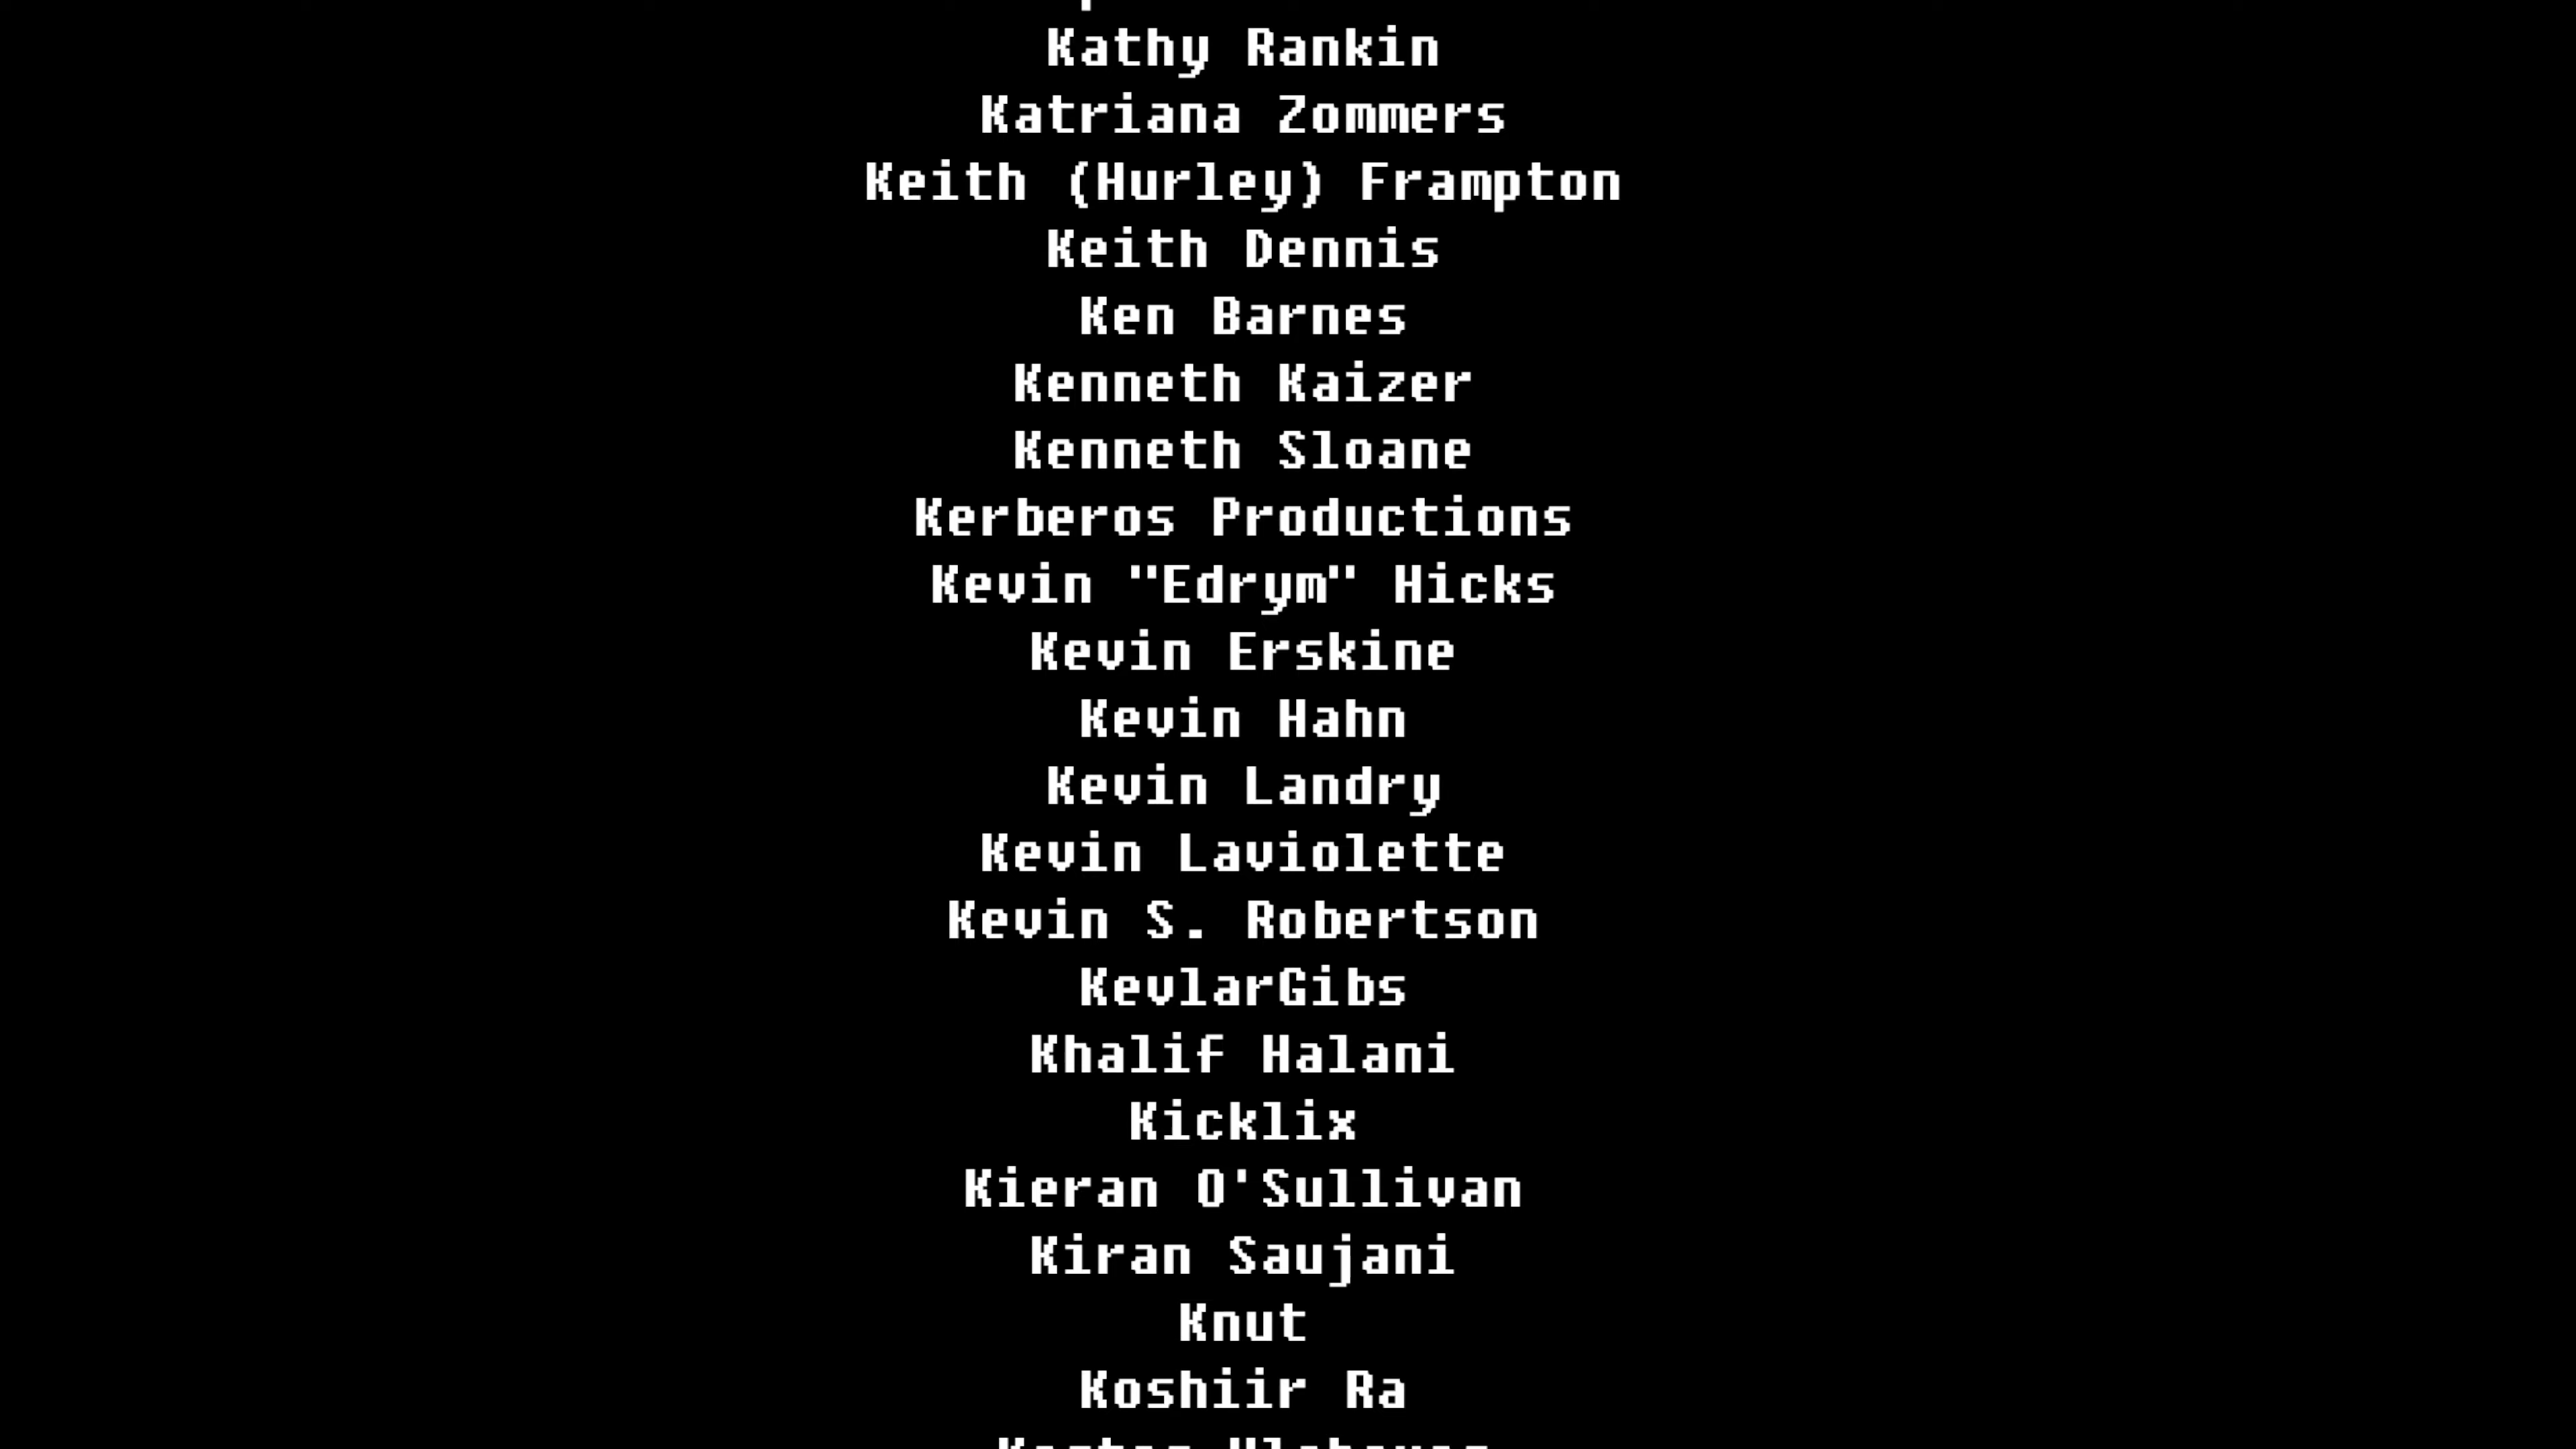 Kathy Rankin
Katriana Zommers
Keith (Hurley) Frampton
Keith Dennis
Ken Barnes
Kenneth Kaizer
Kenneth Sloane
Kerberos Productions
Kevin "Edrym" Hicks
Kevin Erskine
Kevin Hahn
Kevin Landry
Kevin Laviolette
Kevin S. Robertson
KevlarGibs
Khalif Halani
Kicklix
Kieran O'Sullivan
Kiran Saujani
Knut
Koshiir Ra